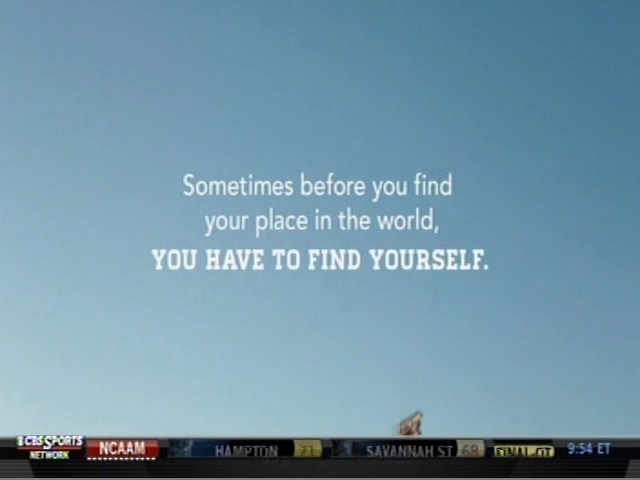 Sometimes before you find
your place in the world,
YOU HAVE TO FIND YOURSELF.
CBS SPORTS
NETWORK
NCAAM
HAMPTON 71 SAVANNAH ST 68 FINAL-OT 9:54 ET